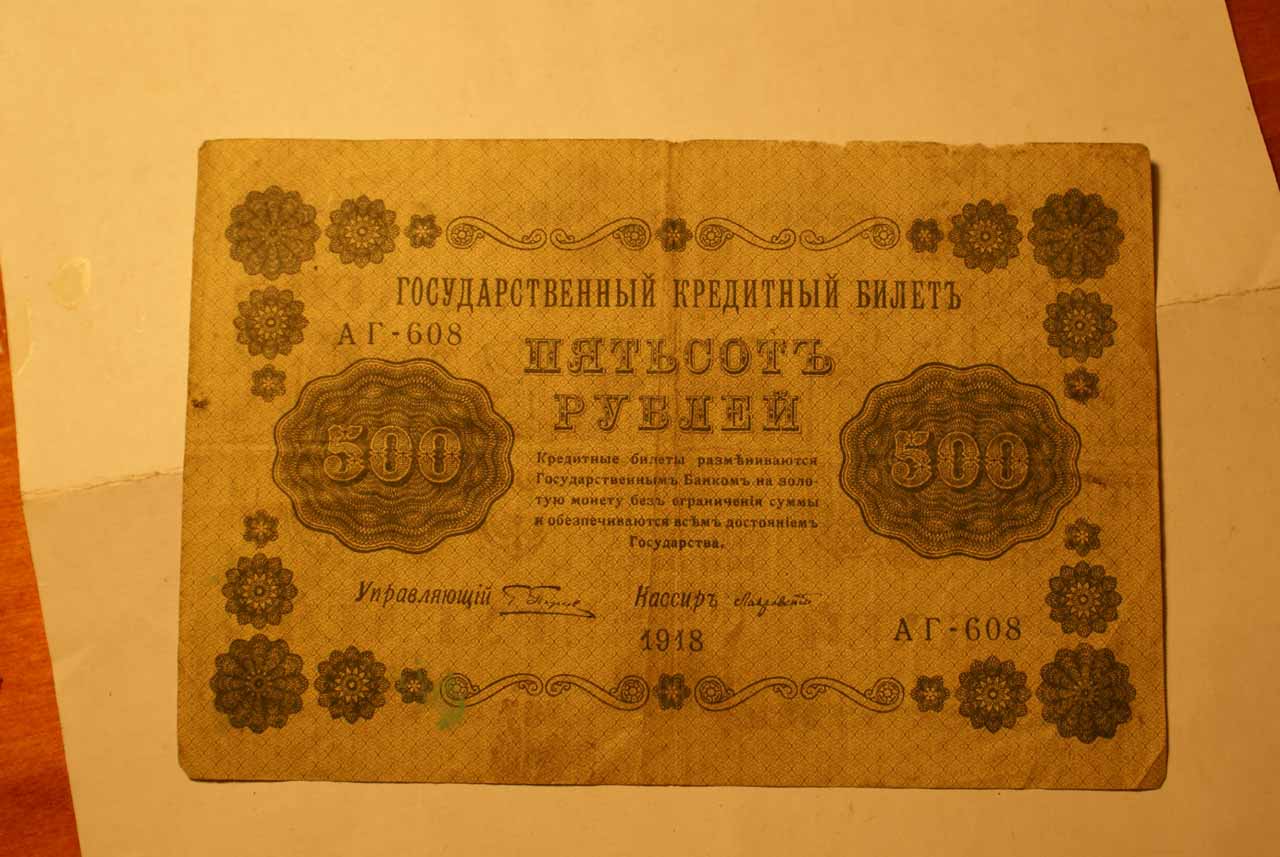 ГОСУДАРСТВЕННЫЙ КРЕДИТНЫЙ БИЛЕТЪ
АГ-608
ПЯТЬСОТЪ
РУБЛЕЙ
500
500
Кредитные билеты размѣниваются
Государственнымъ Банкомъ на золо-
тую монету безъ ограниченія суммы
и обезпечиваются всѣмъ достояніемъ
Государства.
Управляющій
Кассиръ
1918
АГ-608